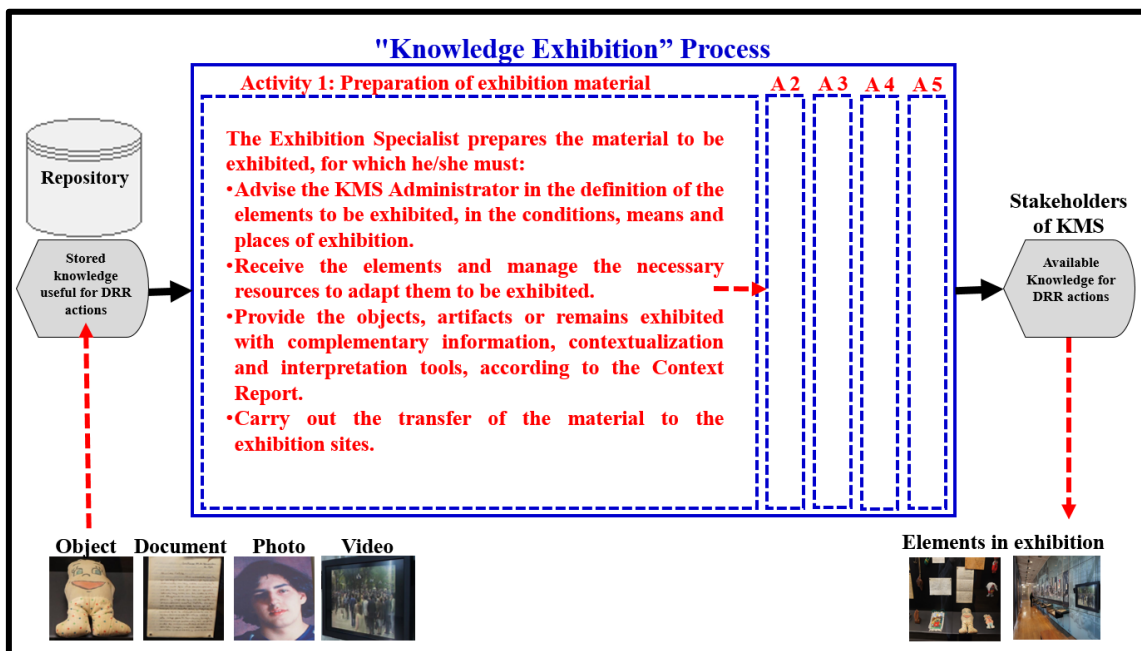 "Knowledge Exhibition” Process
Activity 1: Preparation of exhibition material
A 2
A 3
A 4
A 5
Repository
Stored
knowledge
useful for DRR
actions
The Exhibition Specialist prepares the material to be
exhibited, for which he/she must:
•Advise the KMS Administrator in the definition of the
elements to be exhibited, in the conditions, means and
places of exhibition.
•Receive the elements and manage the necessary
resources to adapt them to be exhibited.
•Provide the objects, artifacts or remains exhibited
with complementary information, contextualization
and interpretation tools, according to the Context
Report.
•Carry out the transfer of the material to the
exhibition sites.
Stakeholders
of KMS
Available
Knowledge for
DRR actions
Object
Document
Photo
Video
Elements in exhibition